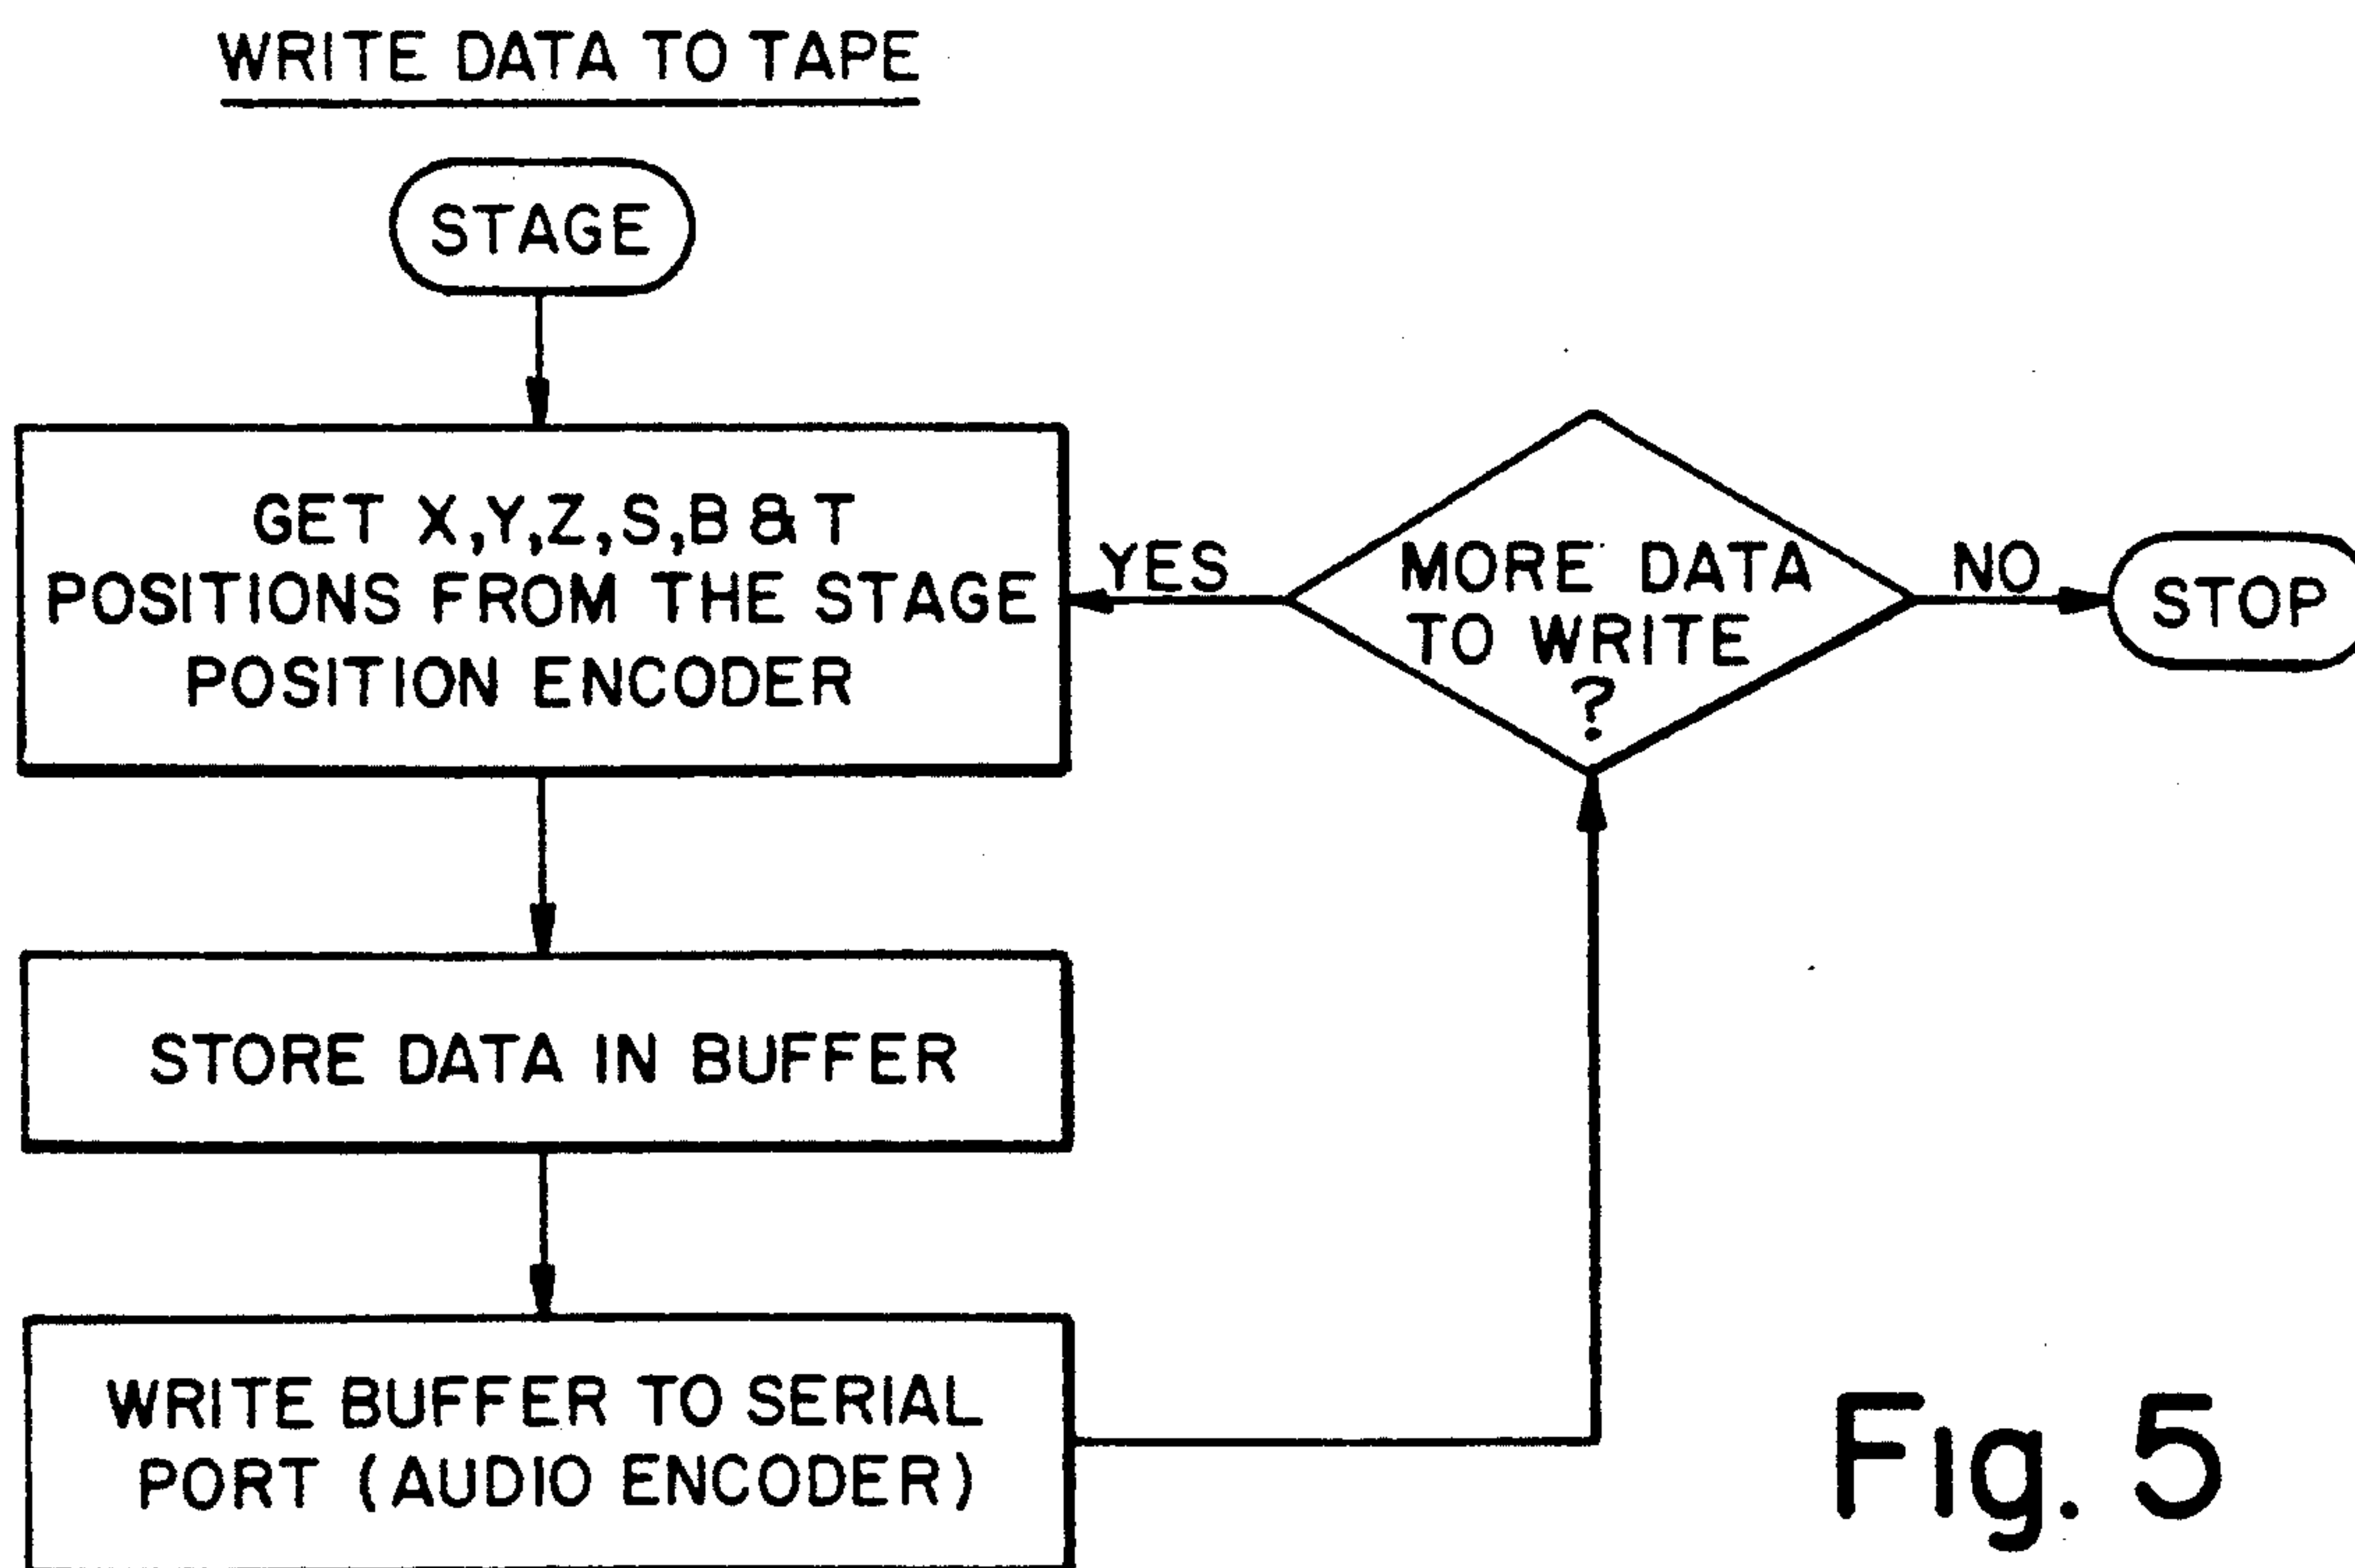 WRITE DATA TO TAPE
STAGE
GET X,Y,Z,S,B & T
POSITIONS FROM THE STAGE
POSITION ENCODER
YES
MORE DATA
TO WRITE
?
NO
STOP
STORE DATA IN BUFFER
WRITE BUFFER TO SERIAL
PORT (AUDIO ENCODER)
Fig. 5